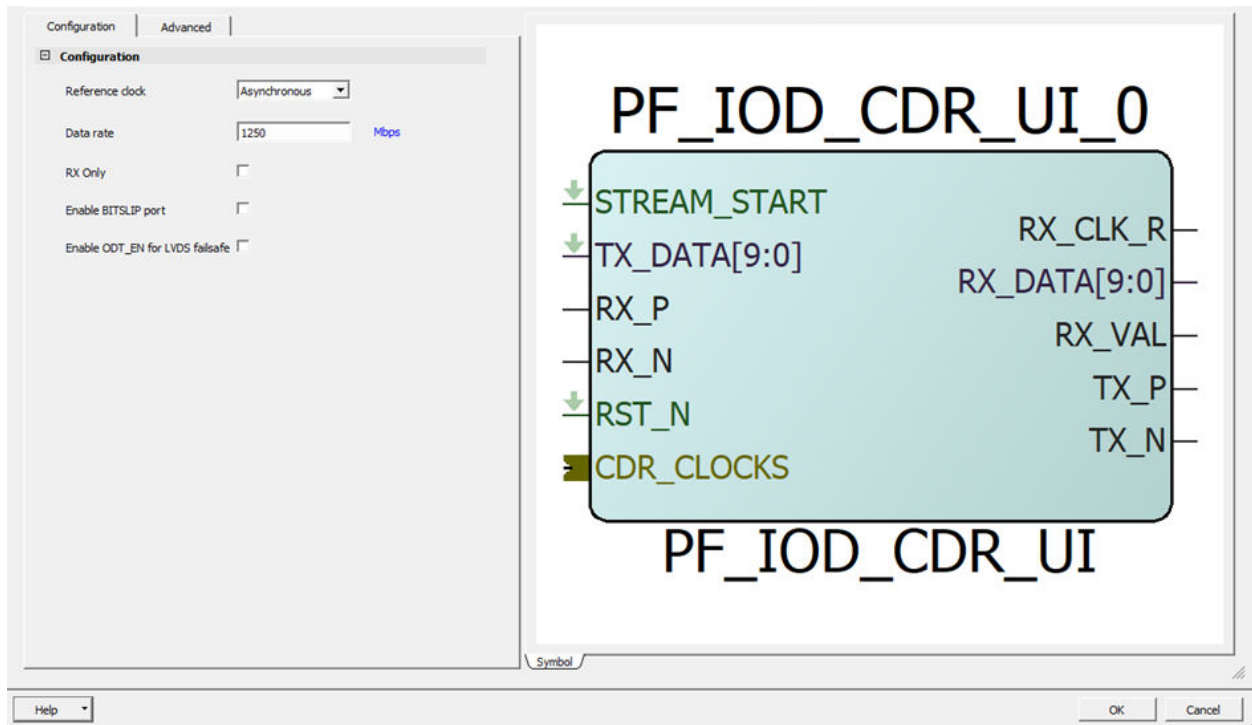 Configuration
Advanced
Configuration
Reference clock
Asynchronous
Data rate
1250
Mbps
RX Only
Enable BITSLIP port
Enable ODT_EN for LVDS failsafe
PF_IOD_CDR_UI_0
STREAM_START
TX_DATA[9:0]
RX_P
RX_N
RST_N
CDR_CLOCKS
RX_CLK_R
RX_DATA[9:0]
RX_VAL
TX_P
TX_N
PF_IOD_CDR_UI
Symbol
Help
OK
Cancel